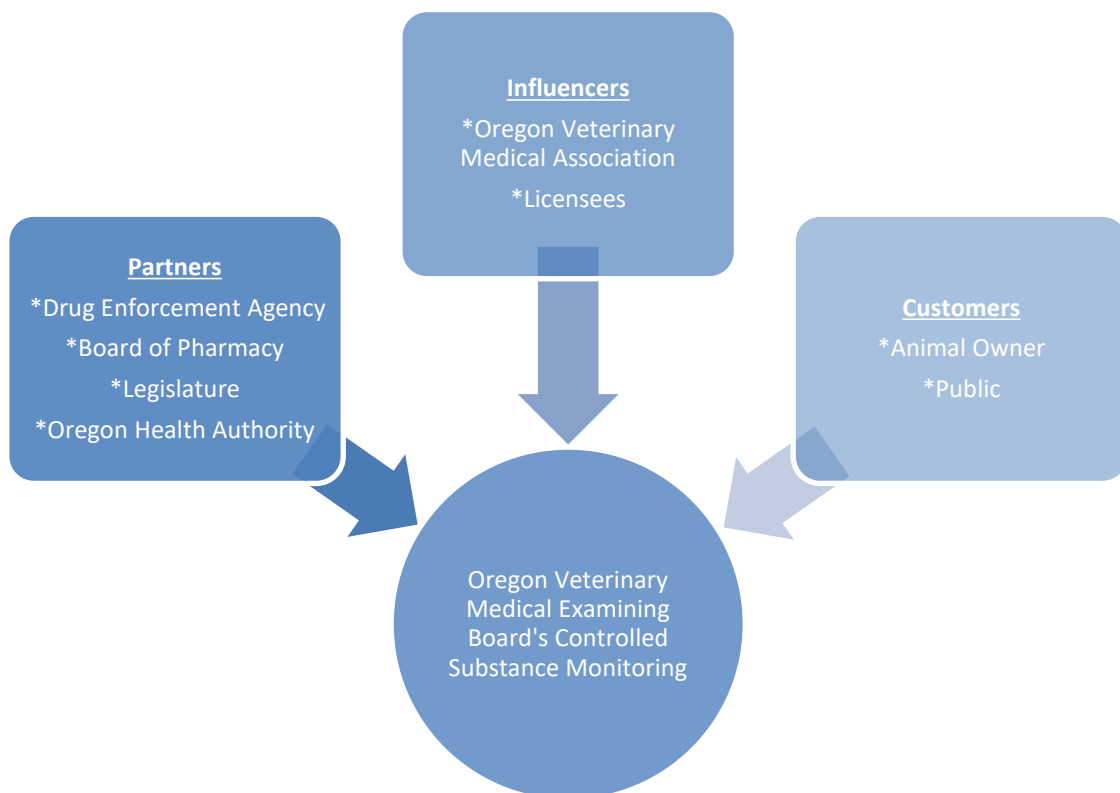 Influencers
*Oregon Veterinary
Medical Association
*Licensees
Partners
*Drug Enforcement Agency
*Board of Pharmacy
*Legislature
*Oregon Health Authority
Customers
*Animal Owner
*Public
Oregon Veterinary
Medical Examining
Board's Controlled
Substance Monitoring